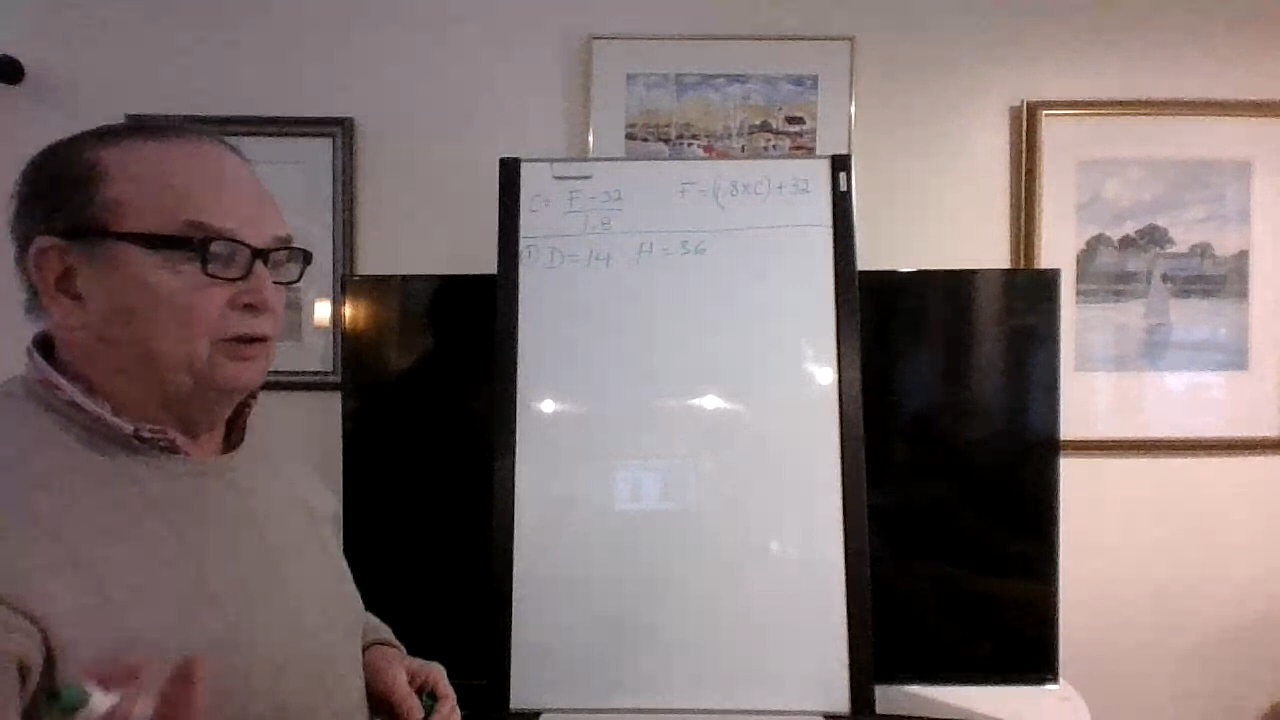 C = F - 32 / 1.8 F = (1.8 x C) + 32
① D = 14 H = 36